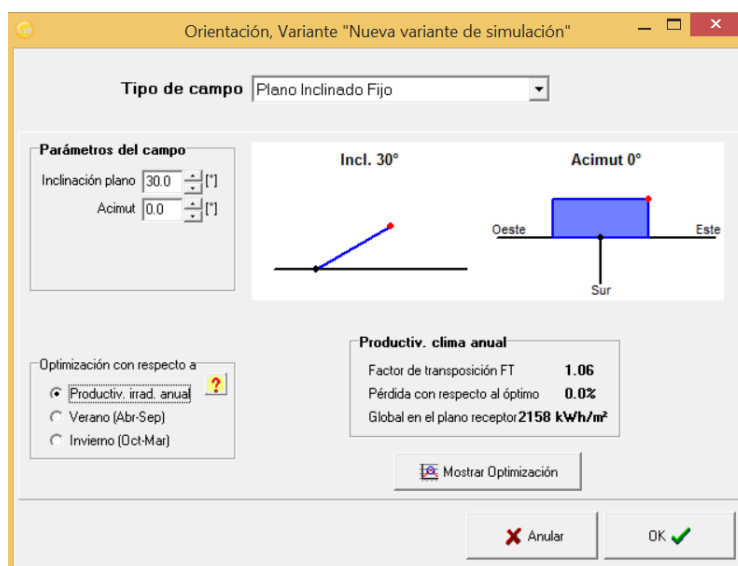 Orientación, Variante "Nueva variante de simulación"
Tipo de campo Plano Inclinado Fijo
Parámetros del campo
Inclinación plano 30.0 [°]
Acimut 0.0 [°]
Incl. 30°
Acimut 0°
Oeste
Este
Sur
Optimización con respecto a
Productiv. irrad. anual
?
Verano (Abr-Sep)
Invierno (Oct-Mar)
Productiv. clima anual
Factor de transposición FT 1.06
Pérdida con respecto al óptimo 0.0%
Global en el plano receptor 2158 kWh/m²
Mostrar Optimización
Anular
OK